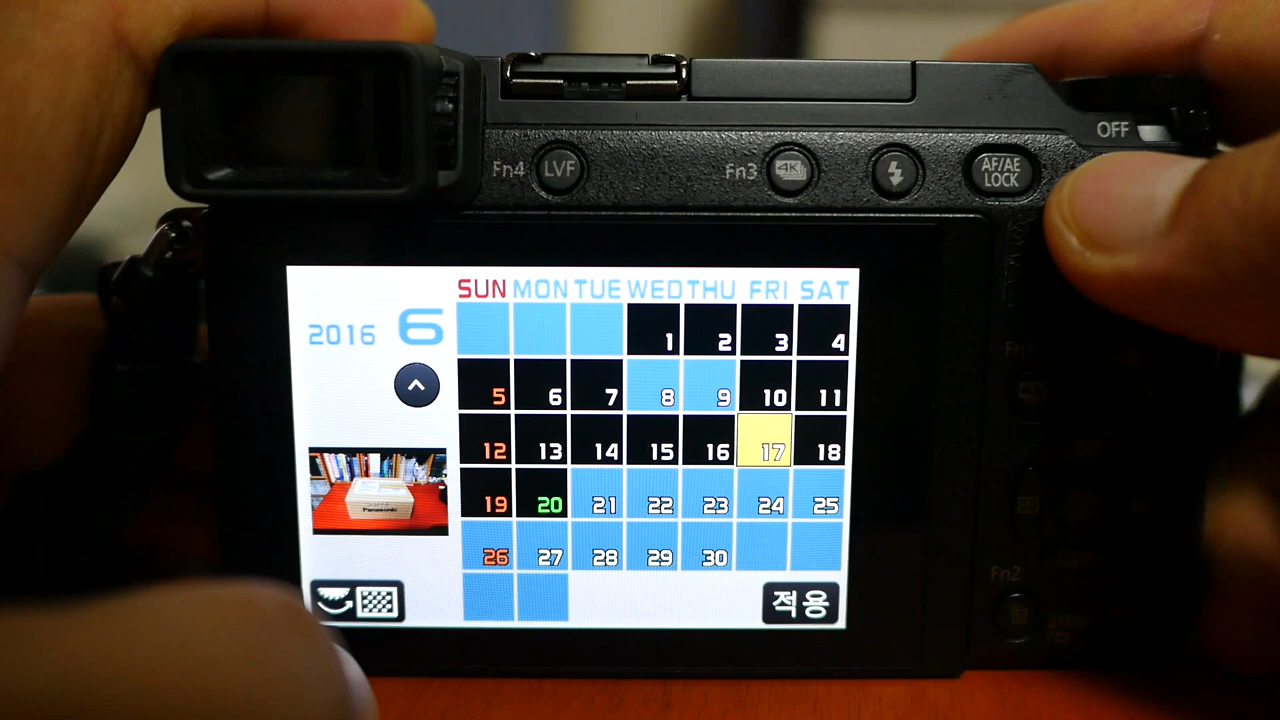 OFF
Fn4 LVF Fn3 4K AF/AE LOCK
SUN MON TUE WED THU FRI SAT
2016 6
1 2 3 4
5 6 7 8 9 10 11
12 13 14 15 16 17 18
Panasonic
19 20 21 22 23 24 25
26 27 28 29 30
적용
Fn2